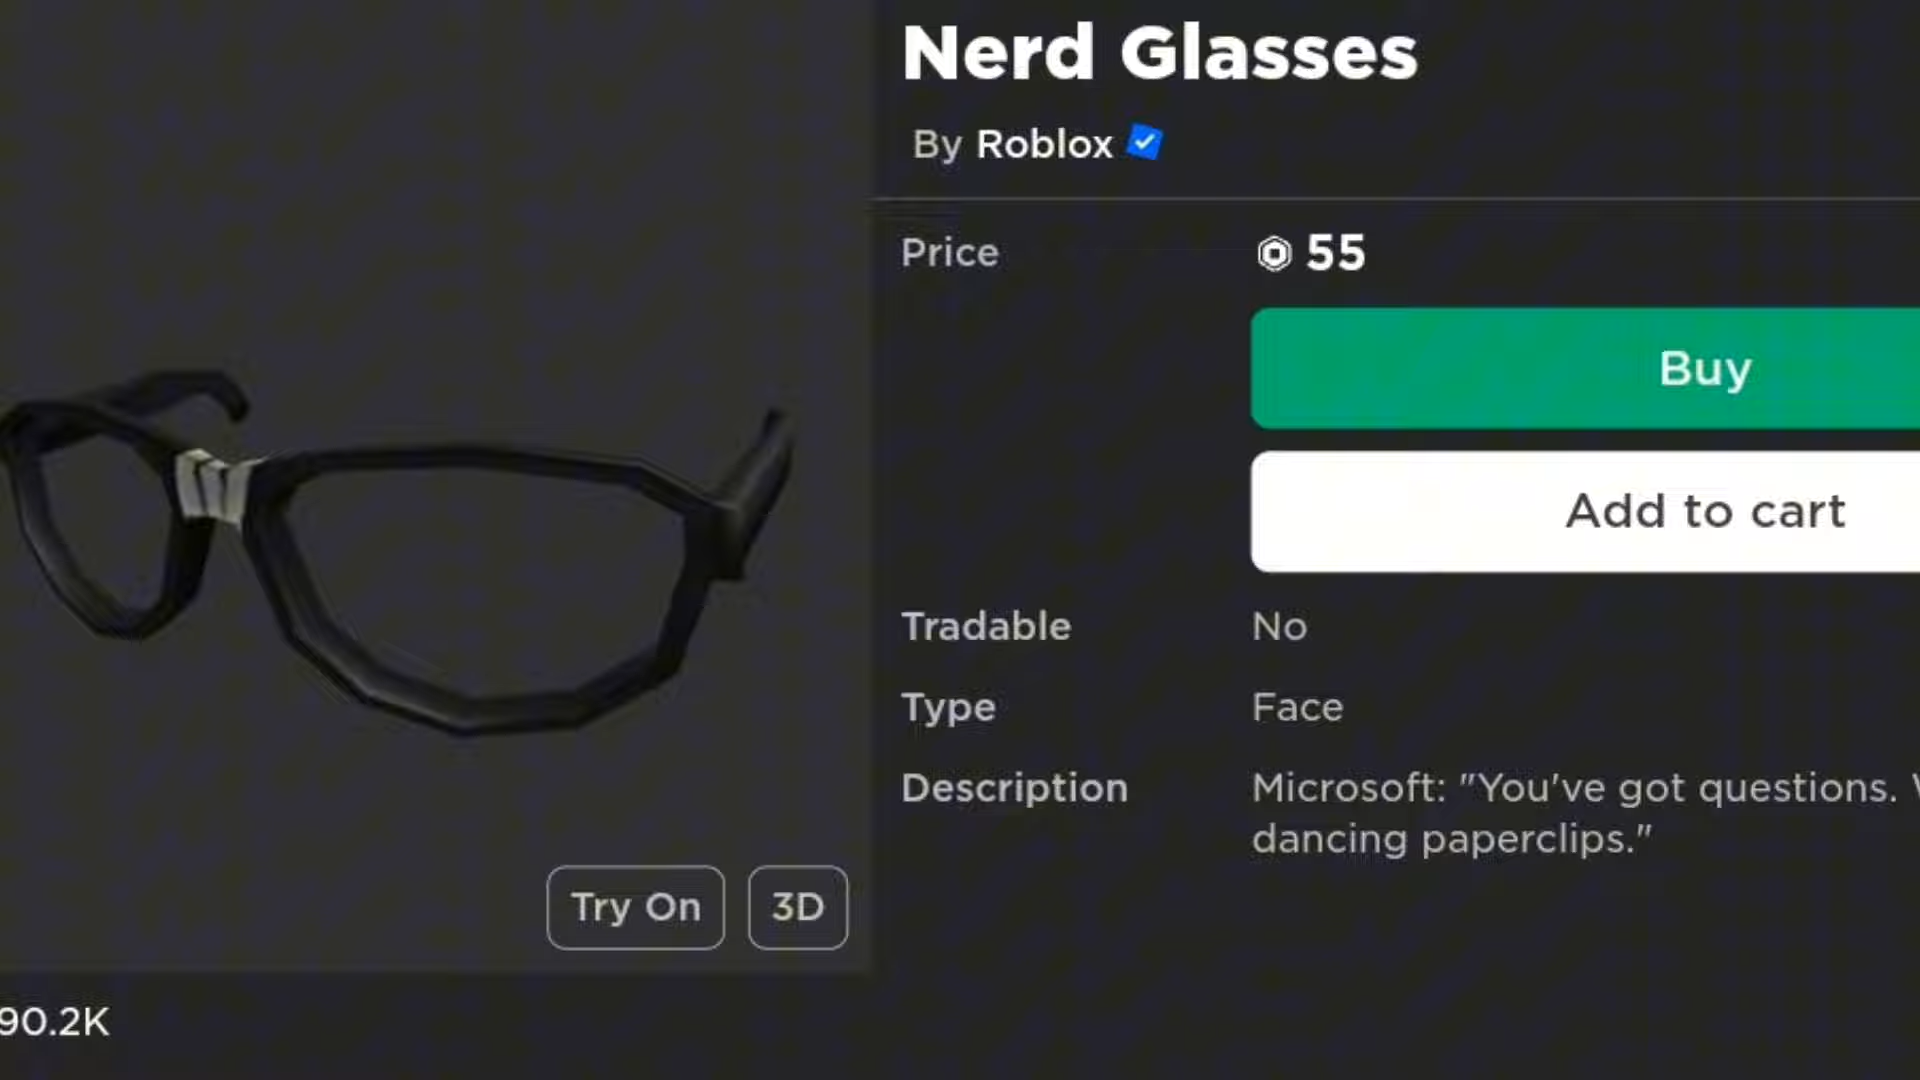 Nerd Glasses
By Roblox
Price 55
Buy
Add to cart
Tradable No
Type Face
Description Microsoft: "You've got questions.
dancing paperclips."
Try On 3D
90.2K